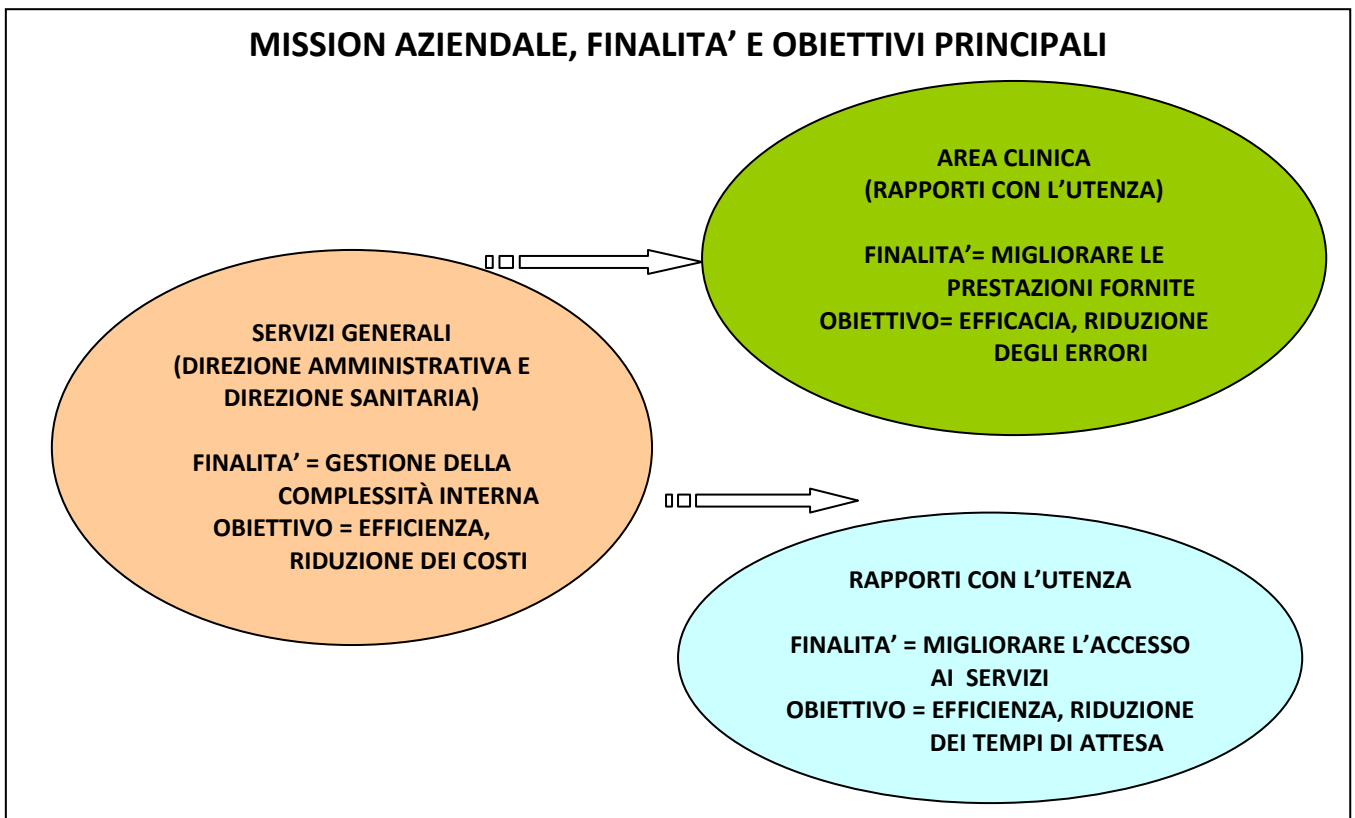 MISSION AZIENDALE, FINALITA’ E OBIETTIVI PRINCIPALI
AREA CLINICA
(RAPPORTI CON L’UTENZA)
FINALITA’= MIGLIORARE LE
PRESTAZIONI FORNITE
OBIETTIVO= EFFICACIA, RIDUZIONE
DEGLI ERRORI
SERVIZI GENERALI
(DIREZIONE AMMINISTRATIVA E
DIREZIONE SANITARIA)
FINALITA’ = GESTIONE DELLA
COMPLESSITÀ INTERNA
OBIETTIVO = EFFICIENZA,
RIDUZIONE DEI COSTI
RAPPORTI CON L’UTENZA
FINALITA’ = MIGLIORARE L’ACCESSO
AI SERVIZI
OBIETTIVO = EFFICIENZA, RIDUZIONE
DEI TEMPI DI ATTESA